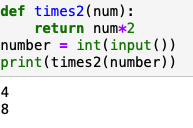 def times2(num):
    return num*2
number = int(input())
print(times2(number))
4
8